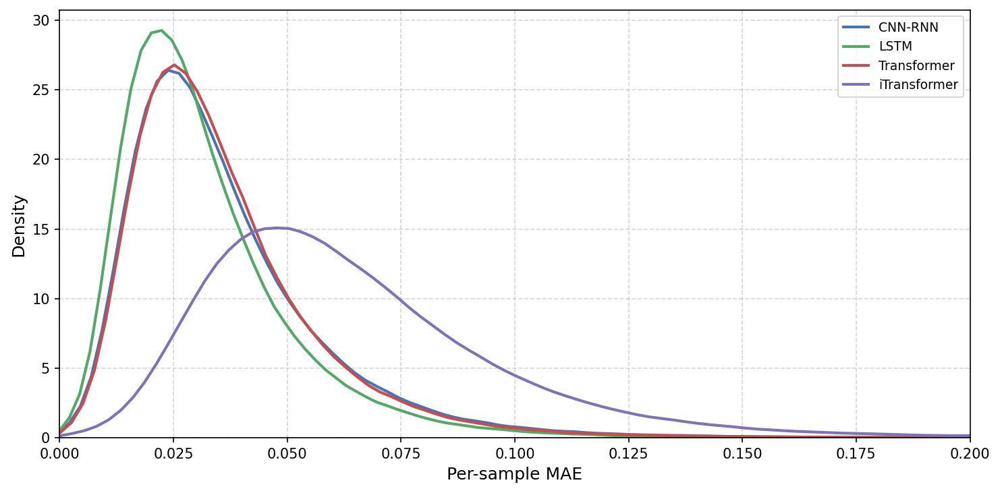 30
25
20
15
10
5
0
Density
0.000 0.025 0.050 0.075 0.100 0.125 0.150 0.175 0.200
Per-sample MAE
CNN-RNN
LSTM
Transformer
iTransformer